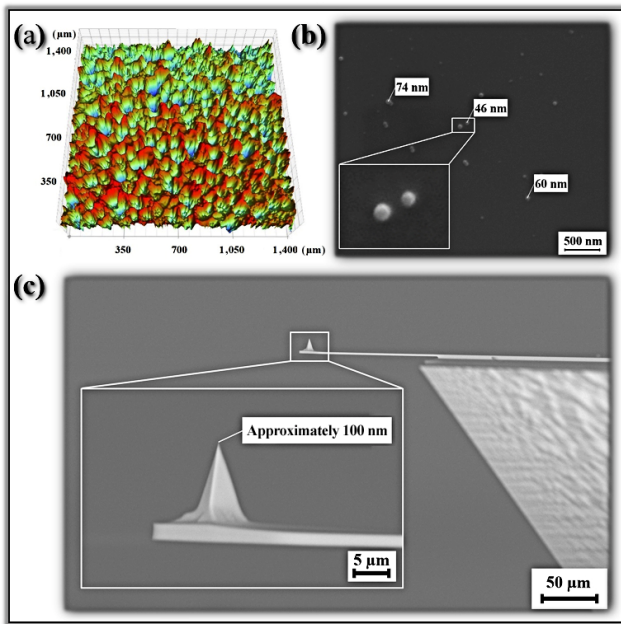 (a)
(µm)
1,400
1,050
700
350
350 700 1,050 1,400 (µm)
(b)
74 nm
46 nm
60 nm
500 nm
(c)
Approximately 100 nm
5 µm
50 µm